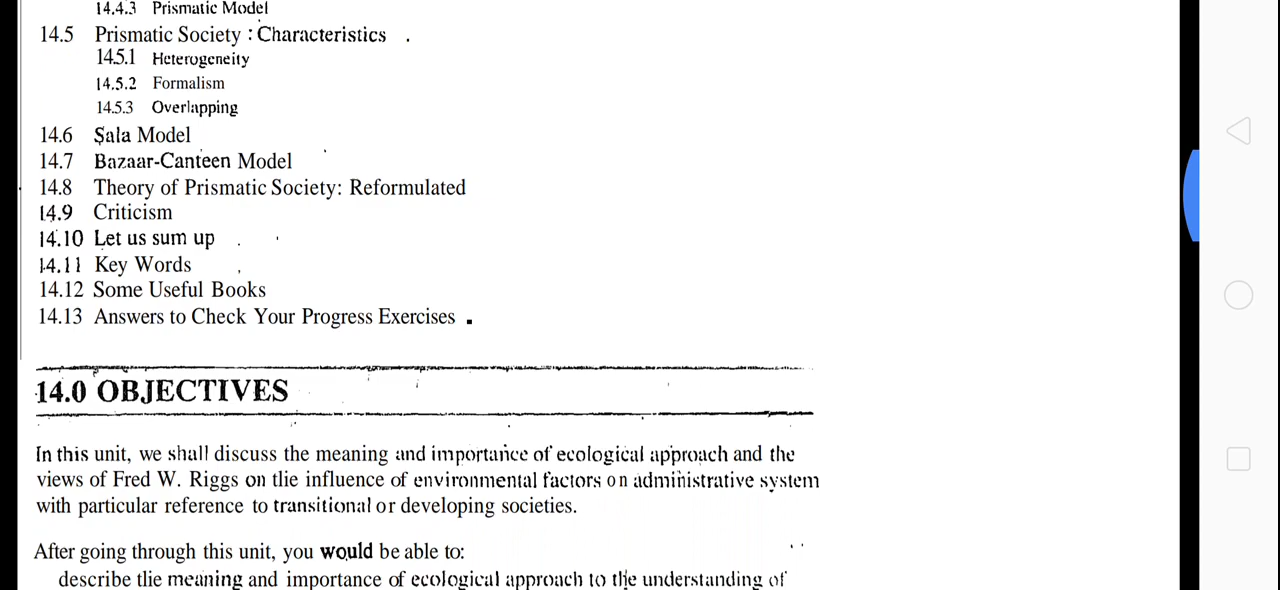 14.4.3 Prismatic Model
14.5 Prismatic Society : Characteristics .
14.5.1 Heterogeneity
14.5.2 Formalism
14.5.3 Overlapping
14.6 Sala Model
14.7 Bazaar-Canteen Model
14.8 Theory of Prismatic Society: Reformulated
14.9 Criticism
14.10 Let us sum up
14.11 Key Words
14.12 Some Useful Books
14.13 Answers to Check Your Progress Exercises .
14.0 OBJECTIVES
In this unit, we shall discuss the meaning and importance of ecological approach and the
views of Fred W. Riggs on tlie influence of environmental factors on administrative system
with particular reference to transitional or developing societies.
After going through this unit, you would be able to:
describe tlie meaning and importance of ecological approach to the understanding of